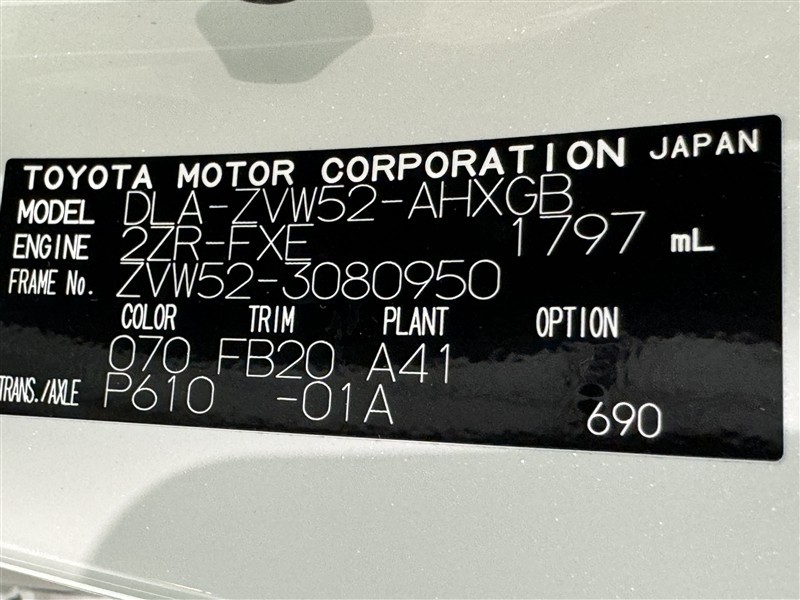 TOYOTA MOTOR CORPORATION JAPAN
MODEL DLA-ZVW52-AHXGB
ENGINE 2ZR-FXE 1797 mL
FRAME No. ZVW52-3080950
COLOR TRIM PLANT OPTION
070 FB20 A41
TRANS./AXLE P610 -01A 690